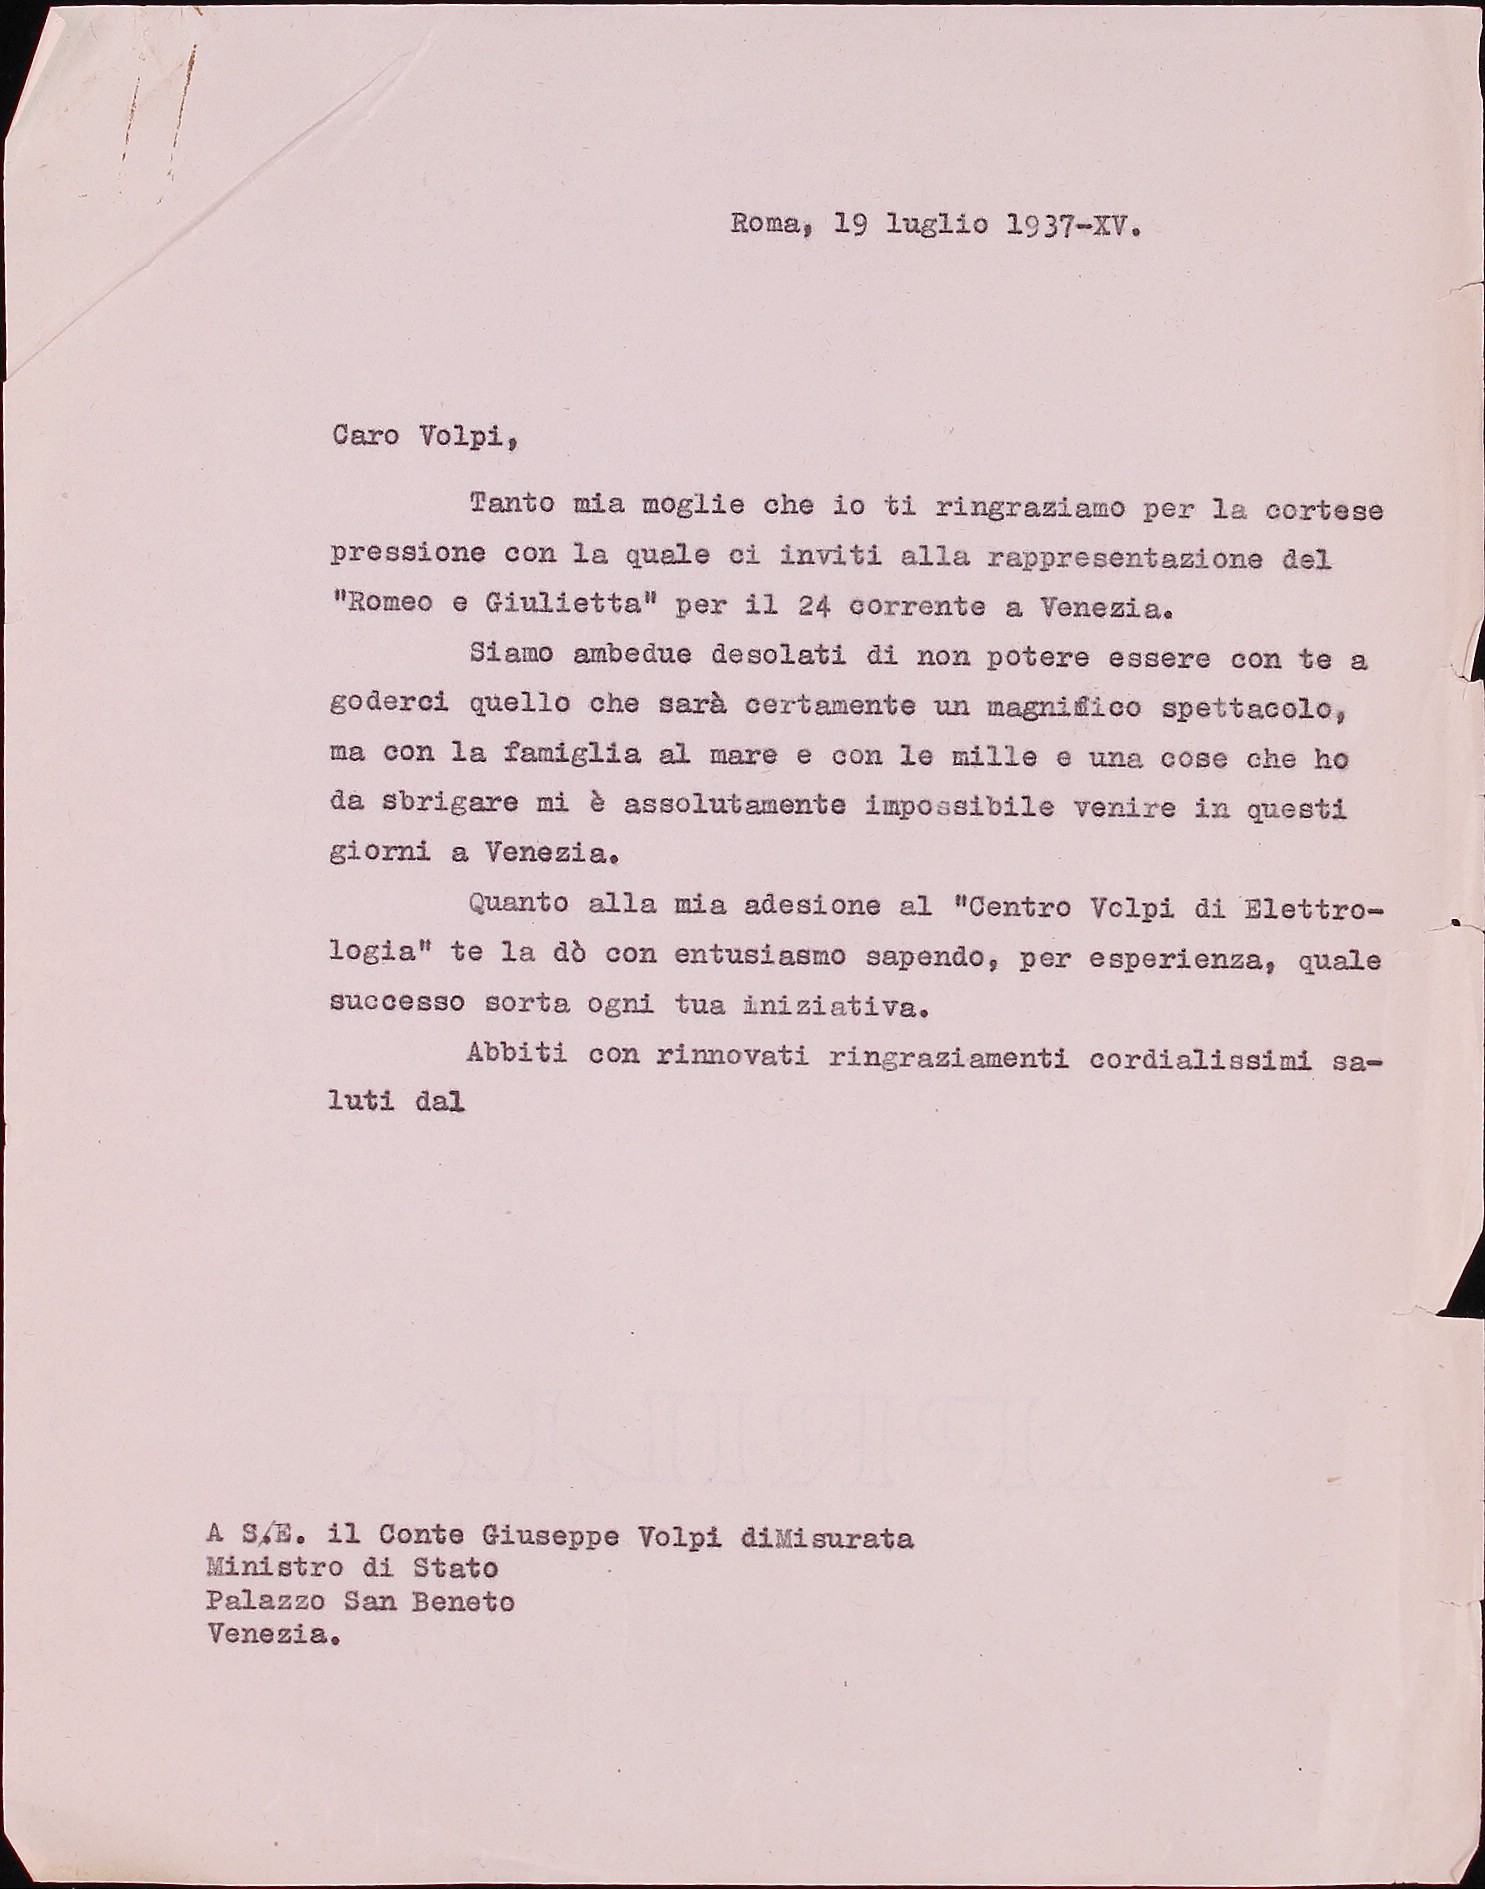 Roma, 19 luglio 1937-XV.
Caro Volpi,
Tanto mia moglie che io ti ringraziamo per la cortese
pressione con la quale ci inviti alla rappresentazione del
"Romeo e Giulietta" per il 24 corrente a Venezia.
Siamo ambedue desolati di non potere essere con te a
goderci quello che sarà certamente un magnifico spettacolo,
ma con la famiglia al mare e con le mille e una cose che ho
da sbrigare mi è assolutamente impossibile venire in questi
giorni a Venezia.
Quanto alla mia adesione al "Centro Volpi di Elettro-
logia" te la dò con entusiasmo sapendo, per esperienza, quale
successo sorta ogni tua iniziativa.
Abbiti con rinnovati ringraziamenti cordialissimi sa-
luti dal
A S.E. il Conte Giuseppe Volpi diMisurata
Ministro di Stato
Palazzo San Beneto
Venezia.